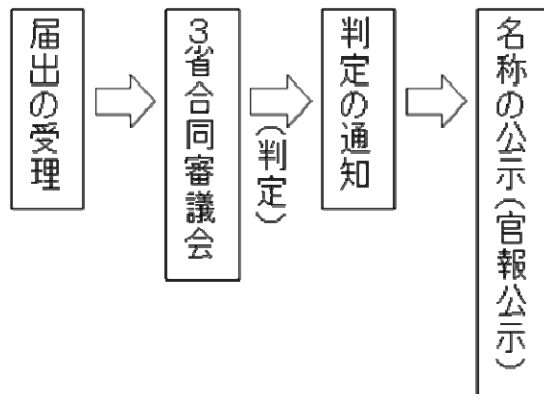 届出の受理
３省合同審議会
（判定）
判定の通知
名称の公示（官報公示）